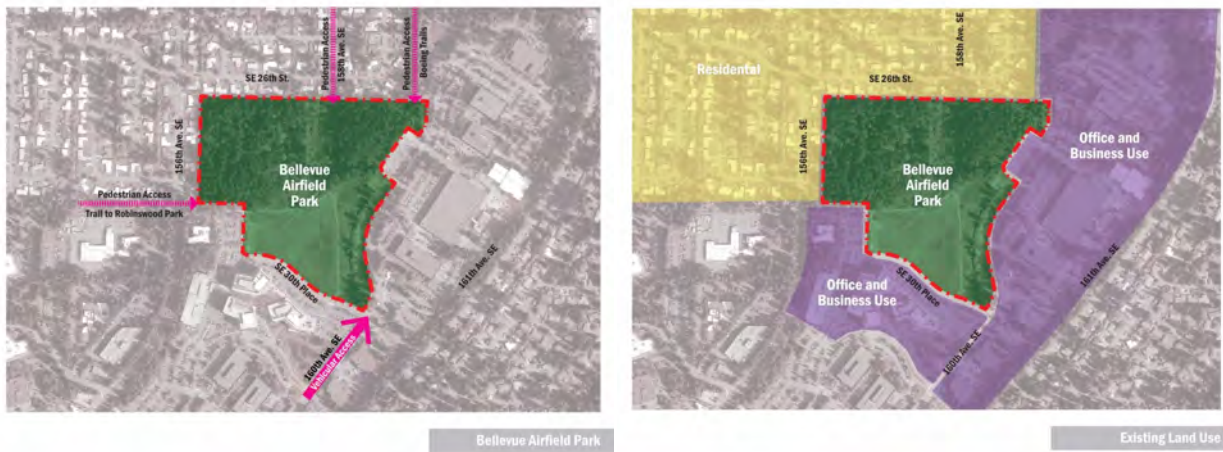 Pedestrian Access
158th Ave. SE
Pedestrian Access
Boeing Trails
SE 26th St.
156th Ave. SE
Bellevue
Airfield
Park
Pedestrian Access
Trail to Robinswood Park
SE 30th Place
161th Ave. SE
160th Ave. SE
Vehicular Access
Bellevue Airfield Park
Residental
158th Ave. SE
SE 26th St.
156th Ave. SE
Office and
Business Use
Bellevue
Airfield
Park
SE 30th Place
Office and
Business Use
161th Ave. SE
160th Ave. SE
Existing Land Use